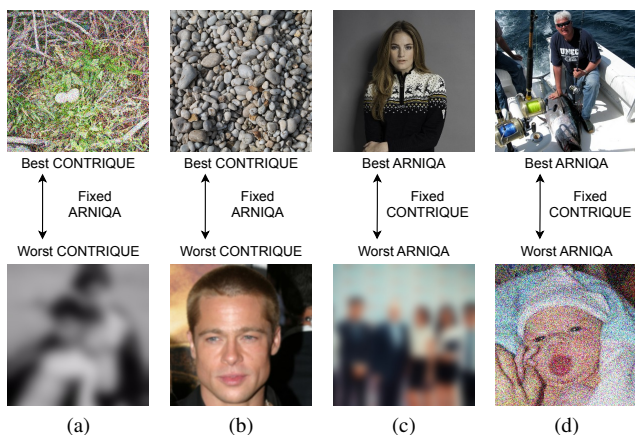 UMEC
Best CONTRIQUE
Best CONTRIQUE
Best ARNIQA
Best ARNIQA
Fixed
ARNIQA
Fixed
ARNIQA
Fixed
CONTRIQUE
Fixed
CONTRIQUE
Worst CONTRIQUE
Worst CONTRIQUE
Worst ARNIQA
Worst ARNIQA
(a)
(b)
(c)
(d)